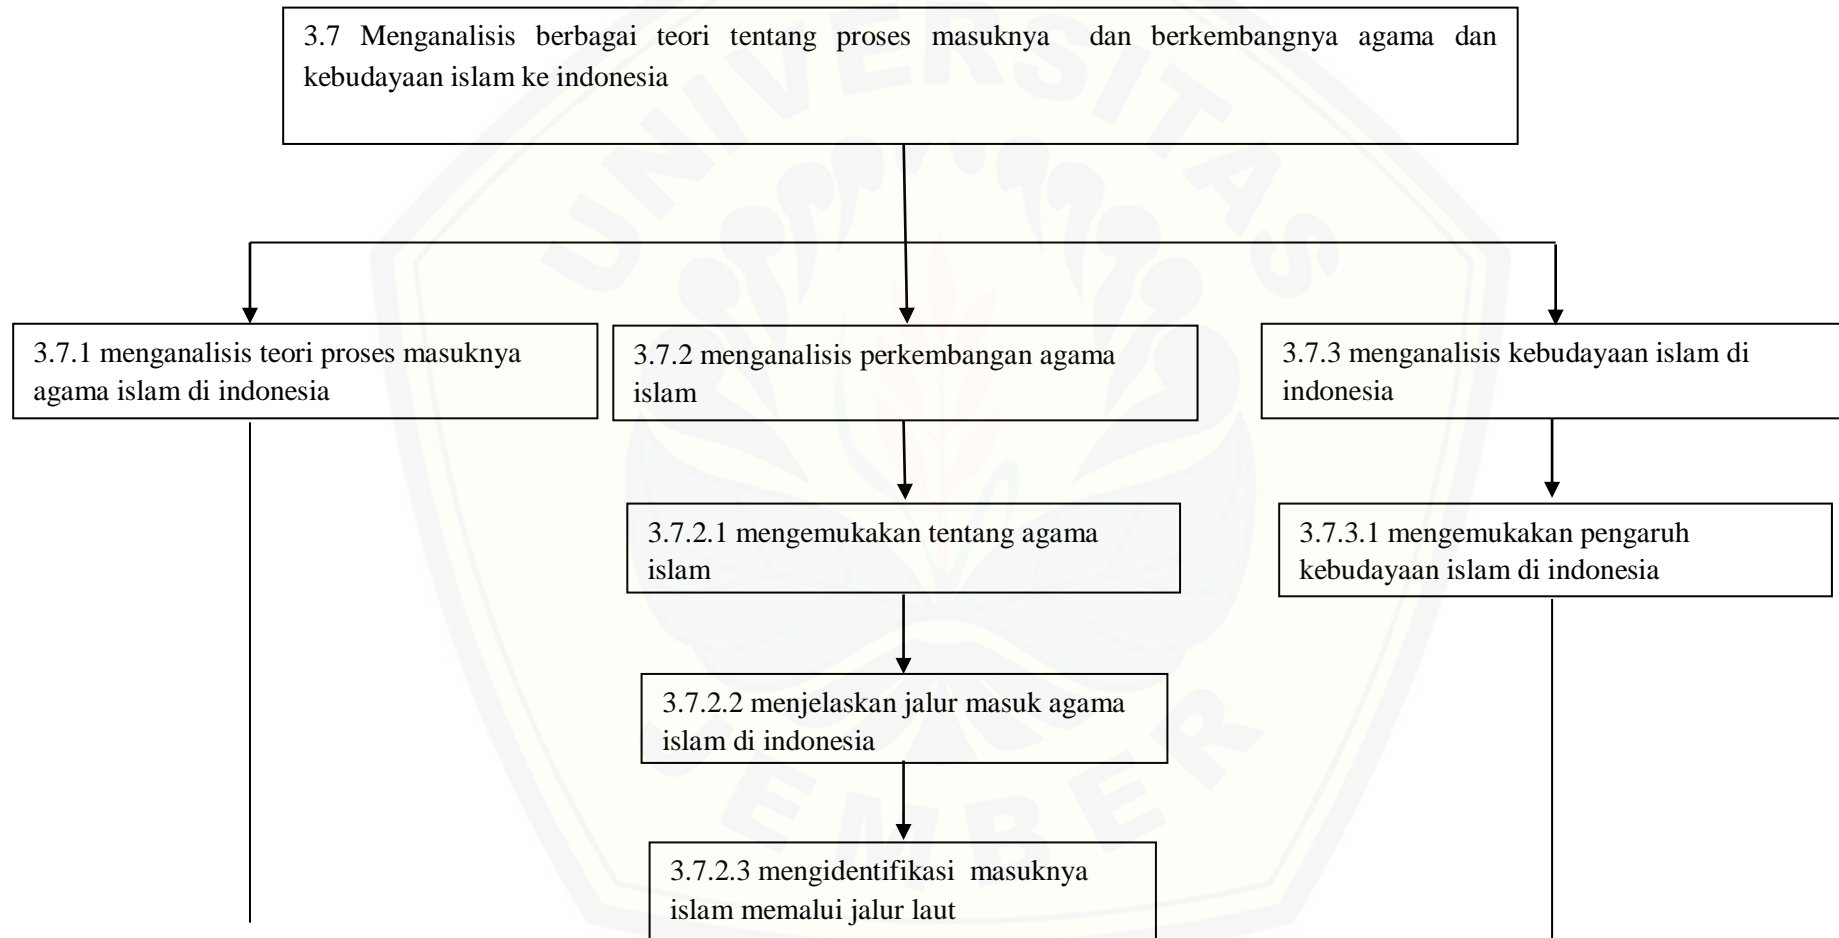 3.7 Menganalisis berbagai teori tentang proses masuknya dan berkembangnya agama dan
kebudayaan islam ke indonesia
3.7.1 menganalisis teori proses masuknya
agama islam di indonesia
3.7.2 menganalisis perkembangan agama
islam
3.7.3 menganalisis kebudayaan islam di
indonesia
3.7.2.1 mengemukakan tentang agama
islam
3.7.3.1 mengemukakan pengaruh
kebudayaan islam di indonesia
3.7.2.2 menjelaskan jalur masuk agama
islam di indonesia
3.7.2.3 mengidentifikasi masuknya
islam memalui jalur laut
UNIVERSITAS
JEMBER